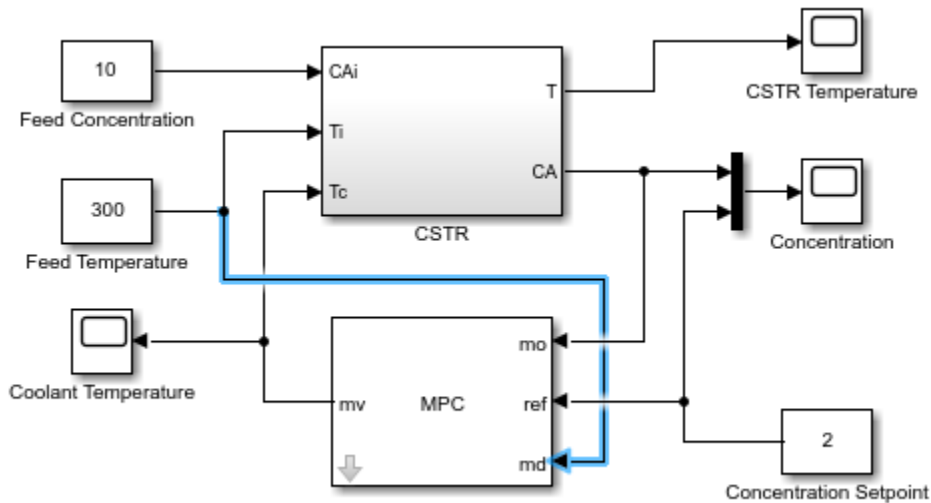 10
Feed Concentration
CAi
Ti
Tc
T
CA
CSTR
CSTR Temperature
300
Feed Temperature
Concentration
Coolant Temperature
mv
MPC
mo
ref
md
2
Concentration Setpoint